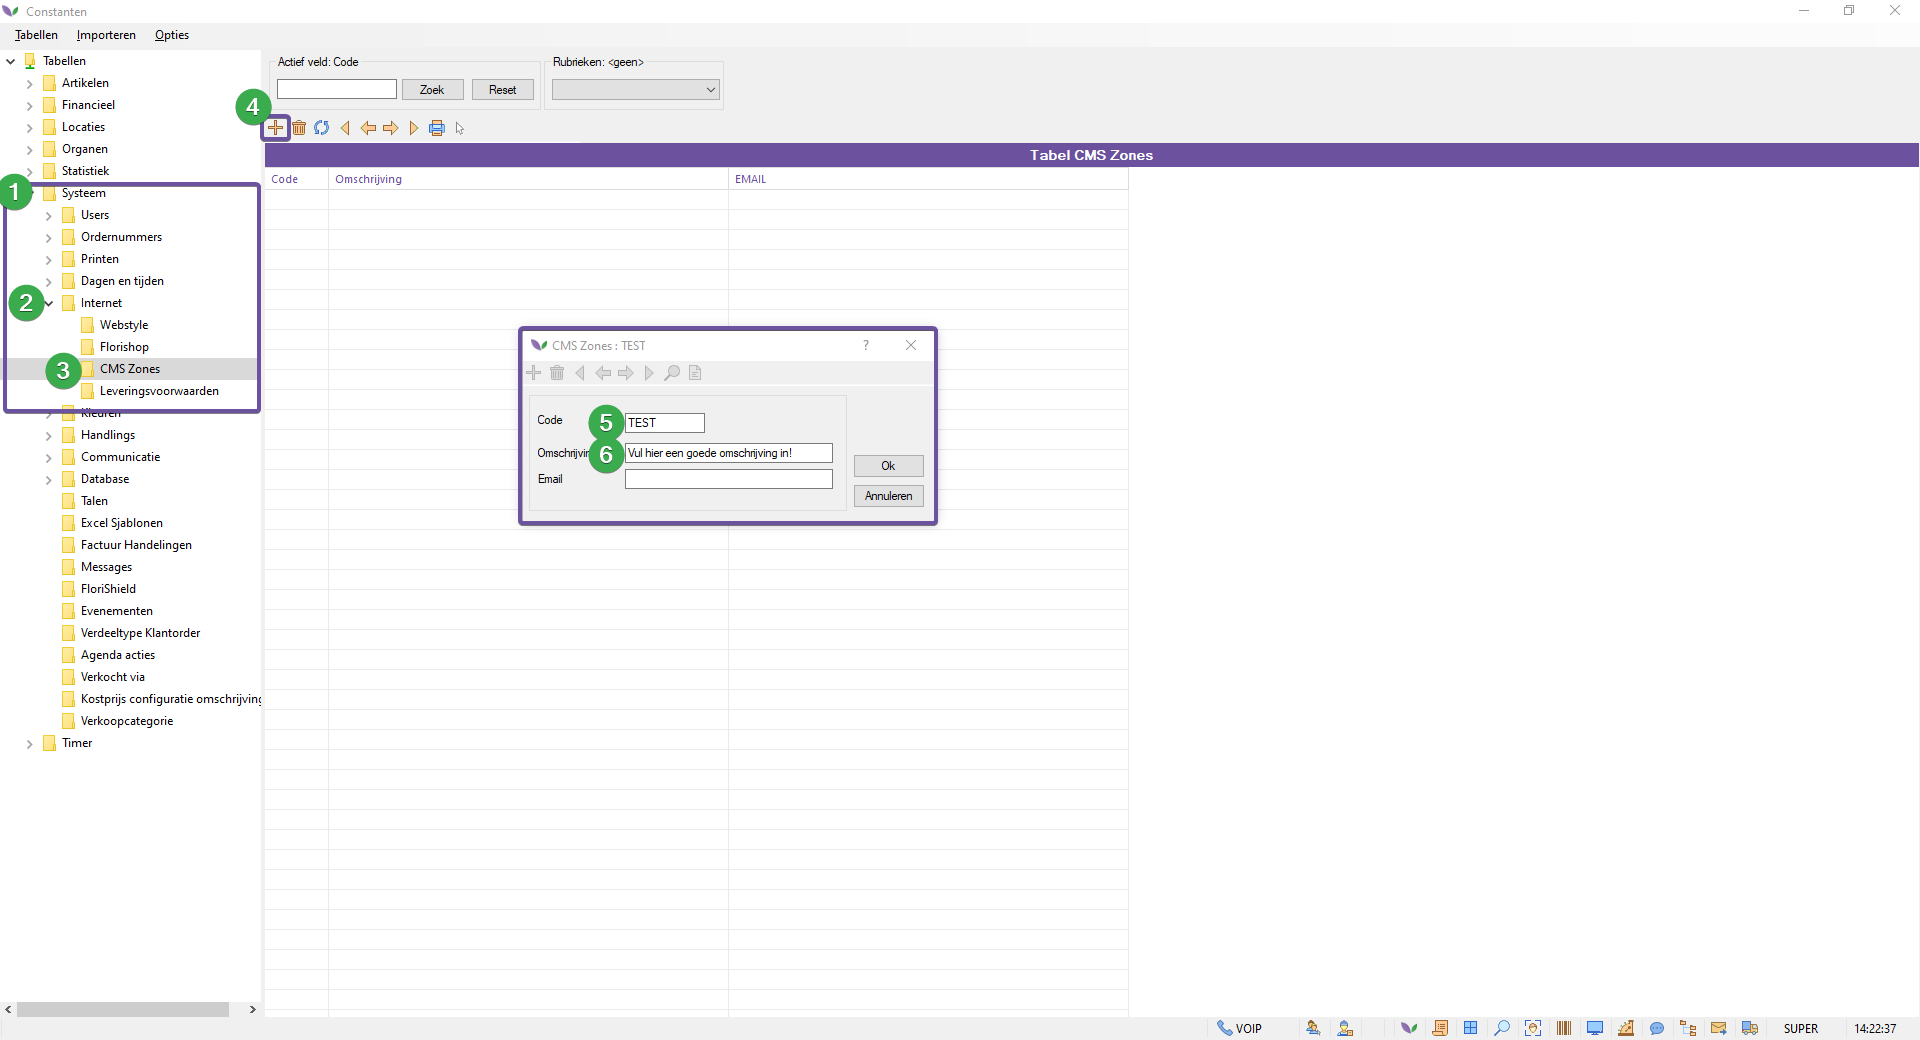 Constanten
Tabellen Importeren Opties
Tabellen
Artikelen
Financieel
Locaties
Organen
Statistiek
1 Systeem
Users
Ordernummers
Printen
Dagen en tijden
2 Internet
Webstyle
Florishop
3 CMS Zones
Leveringsvoorwaarden
Kleuren
Handlings
Communicatie
Database
Talen
Excel Sjablonen
Factuur Handelingen
Messages
FloriShield
Evenementen
Verdeeltype Klantorder
Agenda acties
Verkocht via
Kostprijs configuratie omschrijving
Verkoopcategorie
Timer
Actief veld: Code
Zoek Reset
Rubrieken: <geen>
4
Tabel CMS Zones
Code Omschrijving EMAIL
CMS Zones : TEST ?
Code 5 TEST
Omschrijvin 6 Vul hier een goede omschrijving in!
Email
Ok
Annuleren
VOIP SUPER 14:22:37